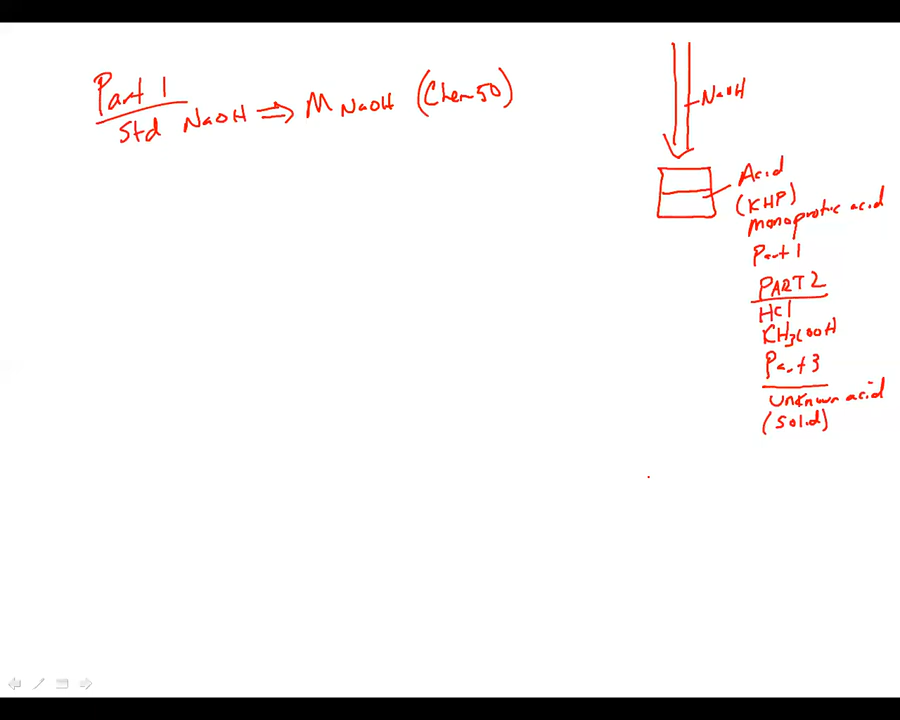 Part 1
Std NaOH ⇒ M NaOH (Chem 50)
NaOH
Acid
(KHP)
monoprotic acid
Part 1
PART 2
HCl
KH3COOH
Part 3
unknown acid
(solid)